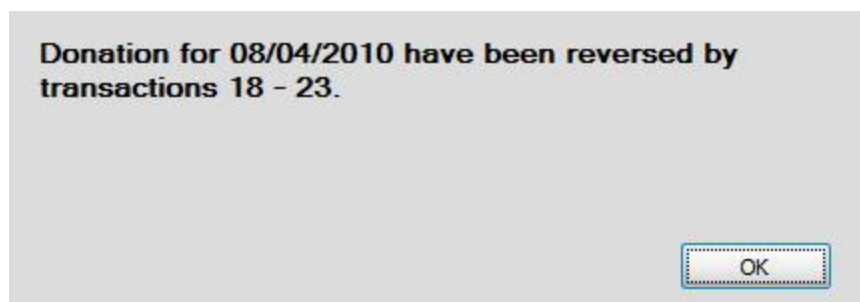 Donation for 08/04/2010 have been reversed by
transactions 18 - 23.
OK